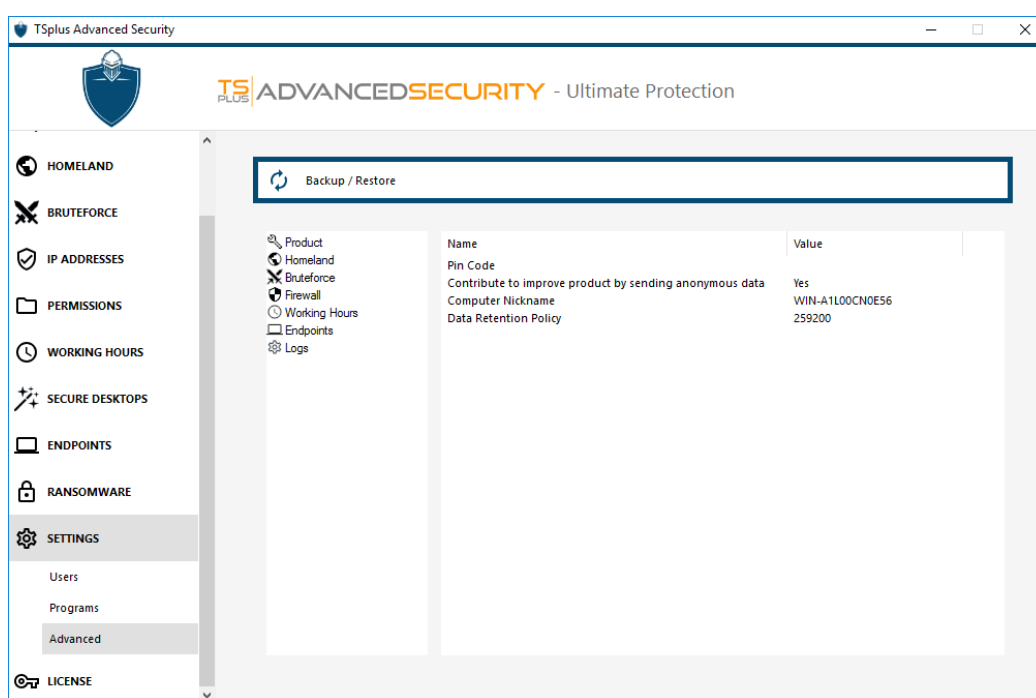 TSplus Advanced Security
TS PLUS ADVANCEDSECURITY - Ultimate Protection
HOMELAND
BRUTEFORCE
IP ADDRESSES
PERMISSIONS
WORKING HOURS
SECURE DESKTOPS
ENDPOINTS
RANSOMWARE
SETTINGS
Users
Programs
Advanced
LICENSE
Backup / Restore
Product
Homeland
Bruteforce
Firewall
Working Hours
Endpoints
Logs
Name Value
Pin Code
Contribute to improve product by sending anonymous data Yes
Computer Nickname WIN-A1L00CN0E56
Data Retention Policy 259200